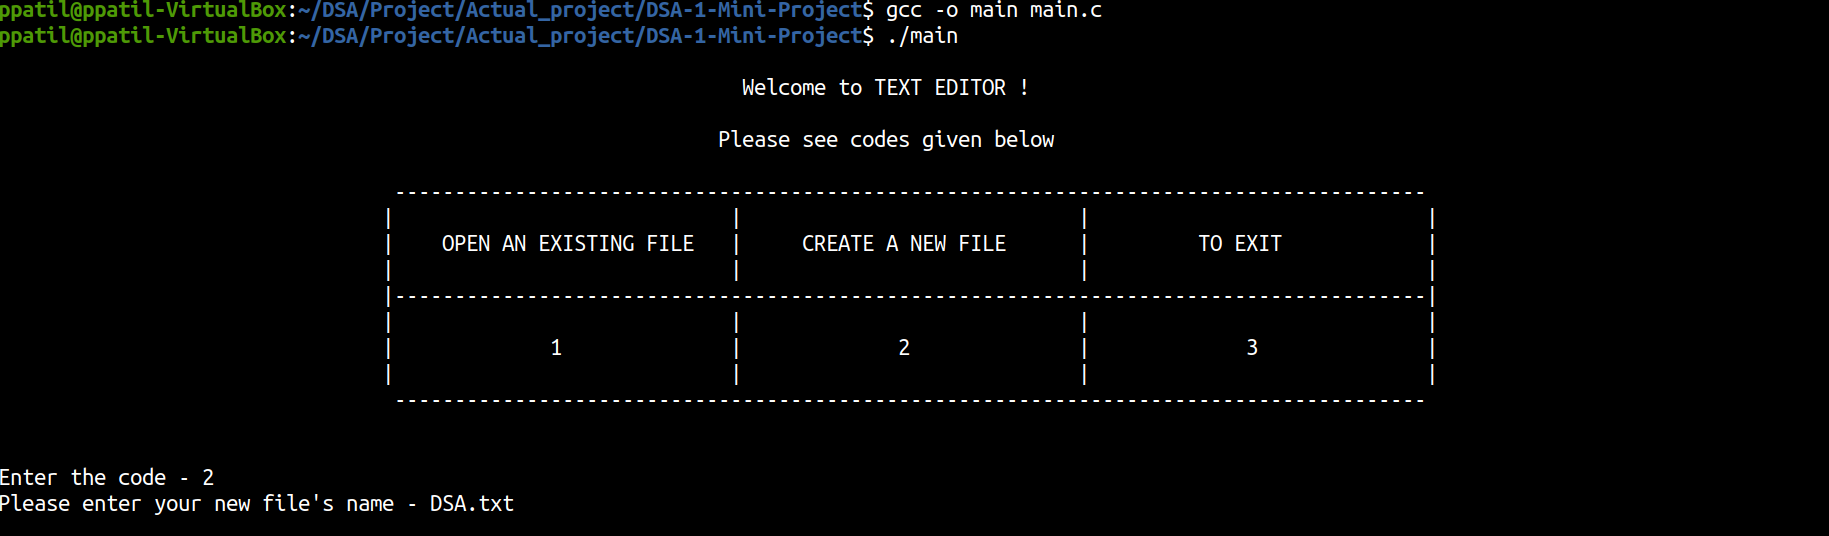 ppatil@ppatil-VirtualBox:~/DSA/Project/Actual_project/DSA-1-Mini-Project$ gcc -o main main.c
ppatil@ppatil-VirtualBox:~/DSA/Project/Actual_project/DSA-1-Mini-Project$ ./main
Welcome to TEXT EDITOR !
Please see codes given below
--------------------------------------------------------------------------------------
| | | |
| OPEN AN EXISTING FILE | CREATE A NEW FILE | TO EXIT |
| | | |
|--------------------------------------------------------------------------------------|
| | | |
| 1 | 2 | 3 |
| | | |
--------------------------------------------------------------------------------------
Enter the code - 2
Please enter your new file's name - DSA.txt